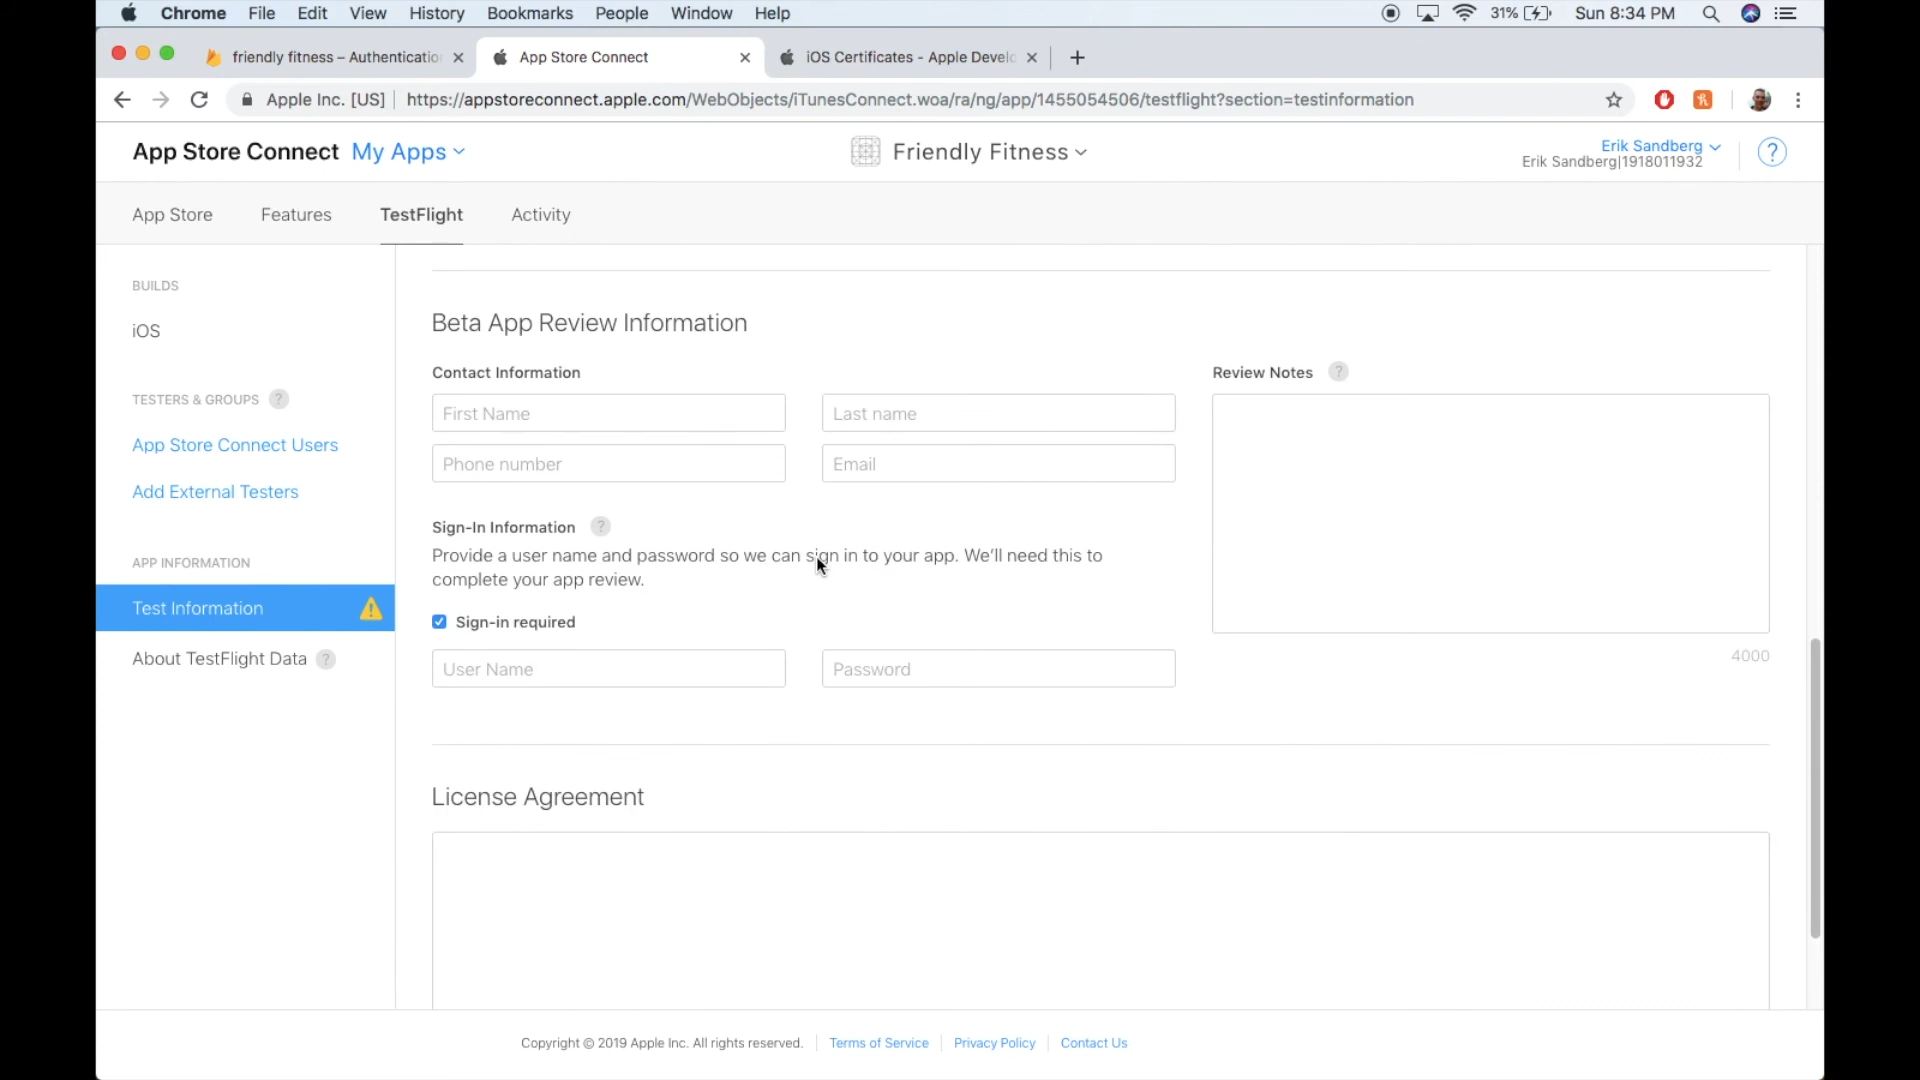 Chrome File Edit View History Bookmarks People Window Help 31% Sun 8:34 PM
friendly fitness – Authenticatio App Store Connect iOS Certificates - Apple Develo
Apple Inc. [US] https://appstoreconnect.apple.com/WebObjects/iTunesConnect.woa/ra/ng/app/1455054506/testflight?section=testinformation
App Store Connect My Apps Friendly Fitness Erik Sandberg ?
Erik Sandberg|1918011932
App Store Features TestFlight Activity
BUILDS
iOS
TESTERS & GROUPS ?
App Store Connect Users
Add External Testers
APP INFORMATION
Test Information
About TestFlight Data ?
Beta App Review Information
Contact Information
First Name Last name
Phone number Email
Sign-In Information ?
Provide a user name and password so we can sign in to your app. We'll need this to
complete your app review.
Sign-in required
User Name Password
Review Notes ?
4000
License Agreement
Copyright © 2019 Apple Inc. All rights reserved. Terms of Service Privacy Policy Contact Us